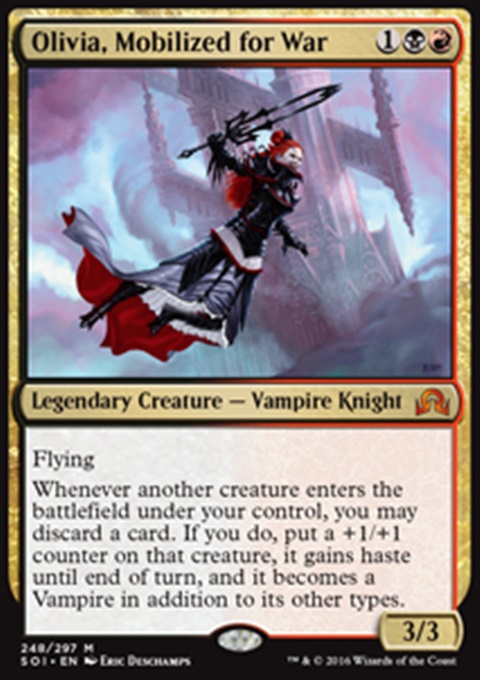 Olivia, Mobilized for War 1
Legendary Creature — Vampire Knight
Flying
Whenever another creature enters the
battlefield under your control, you may
discard a card. If you do, put a +1/+1
counter on that creature, it gains haste
until end of turn, and it becomes a
Vampire in addition to its other types.
3/3
248/297 M
SOI • EN Eric Deschamps
™ & © 2016 Wizards of the Coast